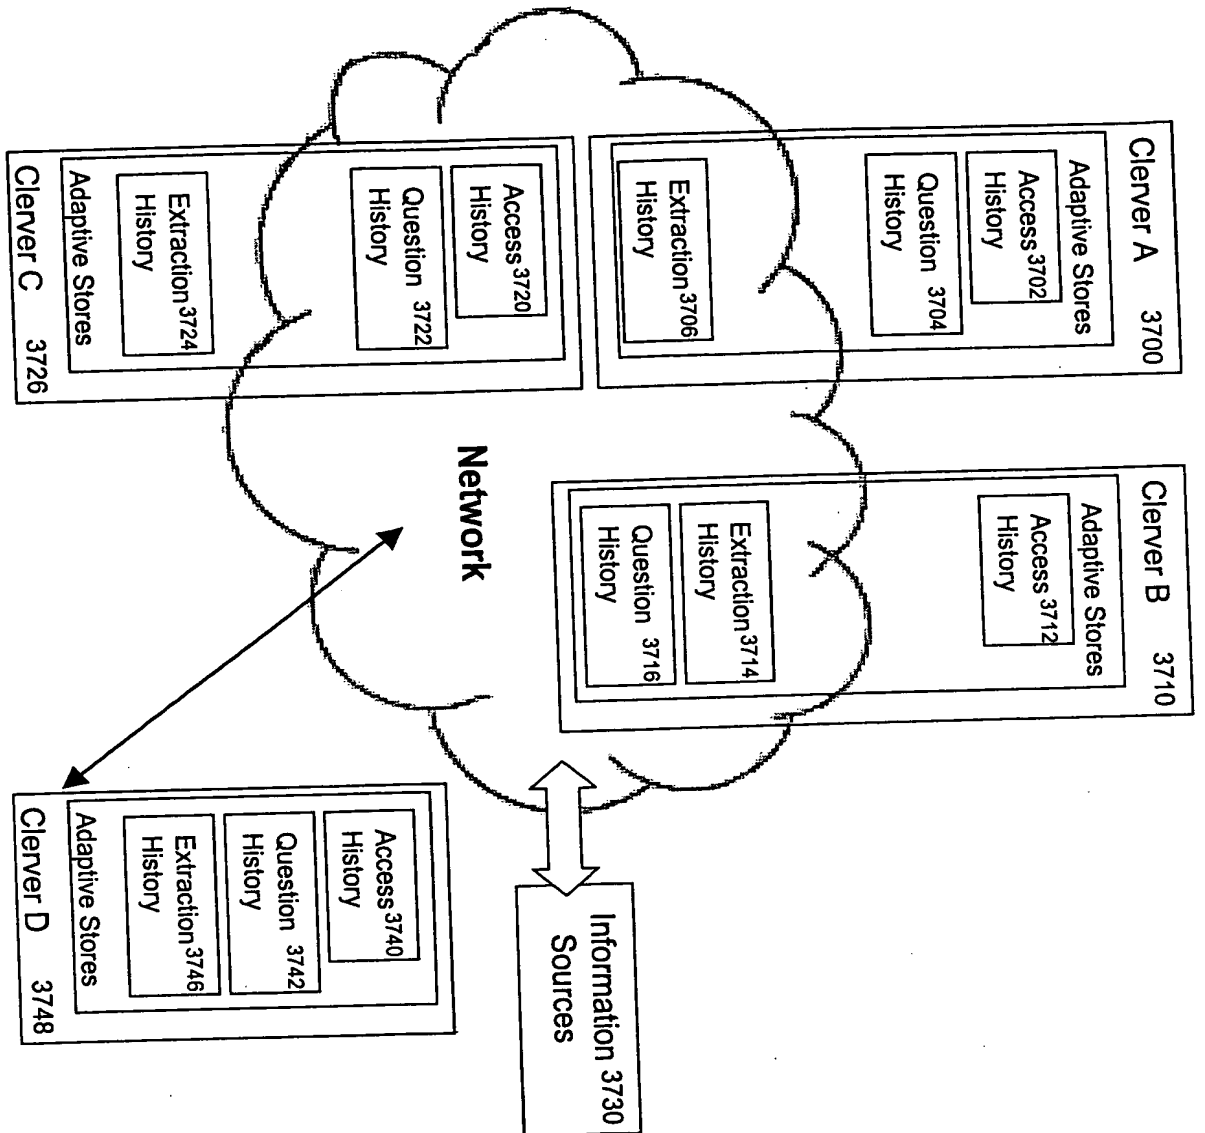 Clerver A 3700
Adaptive Stores
Access 3702
History
Question 3704
History
Extraction 3706
History
Clerver B 3710
Adaptive Stores
Access 3712
History
Extraction 3714
History
Question 3716
History
Access 3720
History
Question 3722
History
Extraction 3724
History
Adaptive Stores
Clerver C 3726
Network
Information 3730
Sources
Access 3740
History
Question 3742
History
Extraction 3746
History
Adaptive Stores
Clerver D 3748